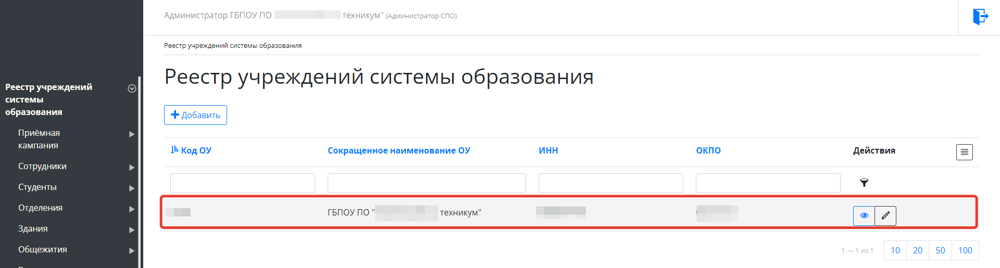 Администратор ГБПОУ ПО техникум" (Администратор СПО)
Реестр учреждений системы образования
Реестр учреждений системы образования
Добавить
Код ОУ Сокращенное наименование ОУ ИНН ОКПО Действия
ГБПОУ ПО " техникум"
1 — 1 из 1 10 20 50 100
Реестр учреждений
системы
образования
Приёмная
кампания
Сотрудники
Студенты
Отделения
Здания
Общежития